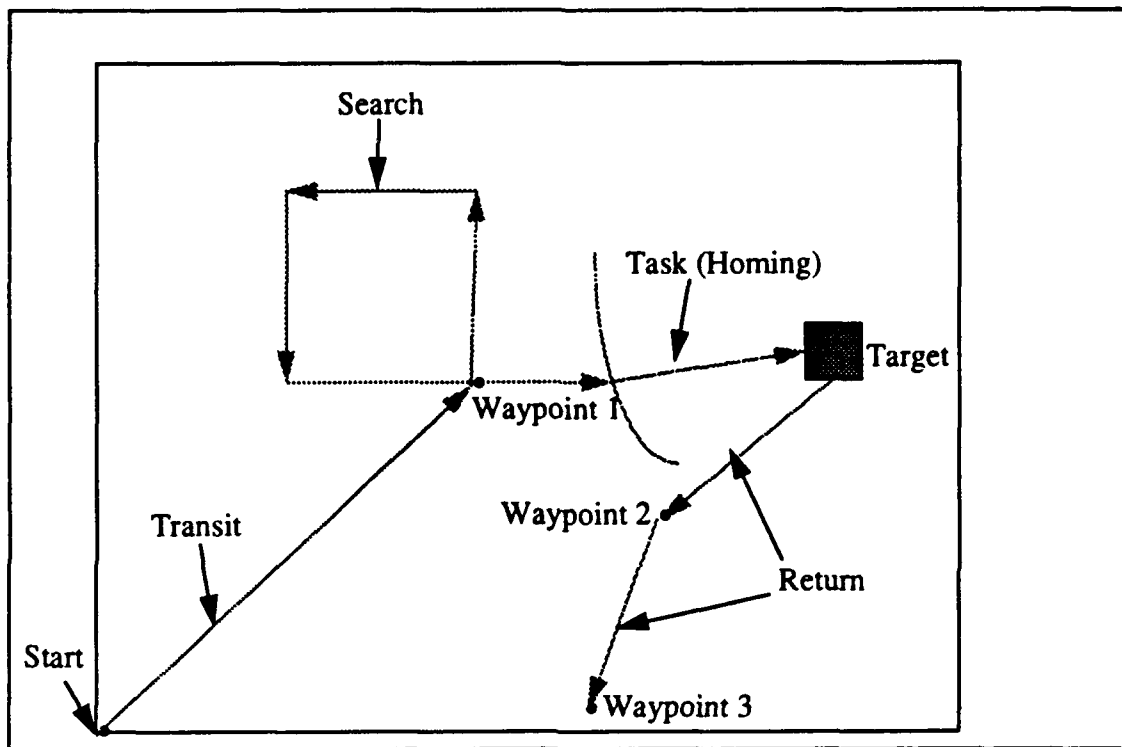 Search
Task (Homing)
Target
Waypoint 1
Waypoint 2
Transit
Return
Start
Waypoint 3